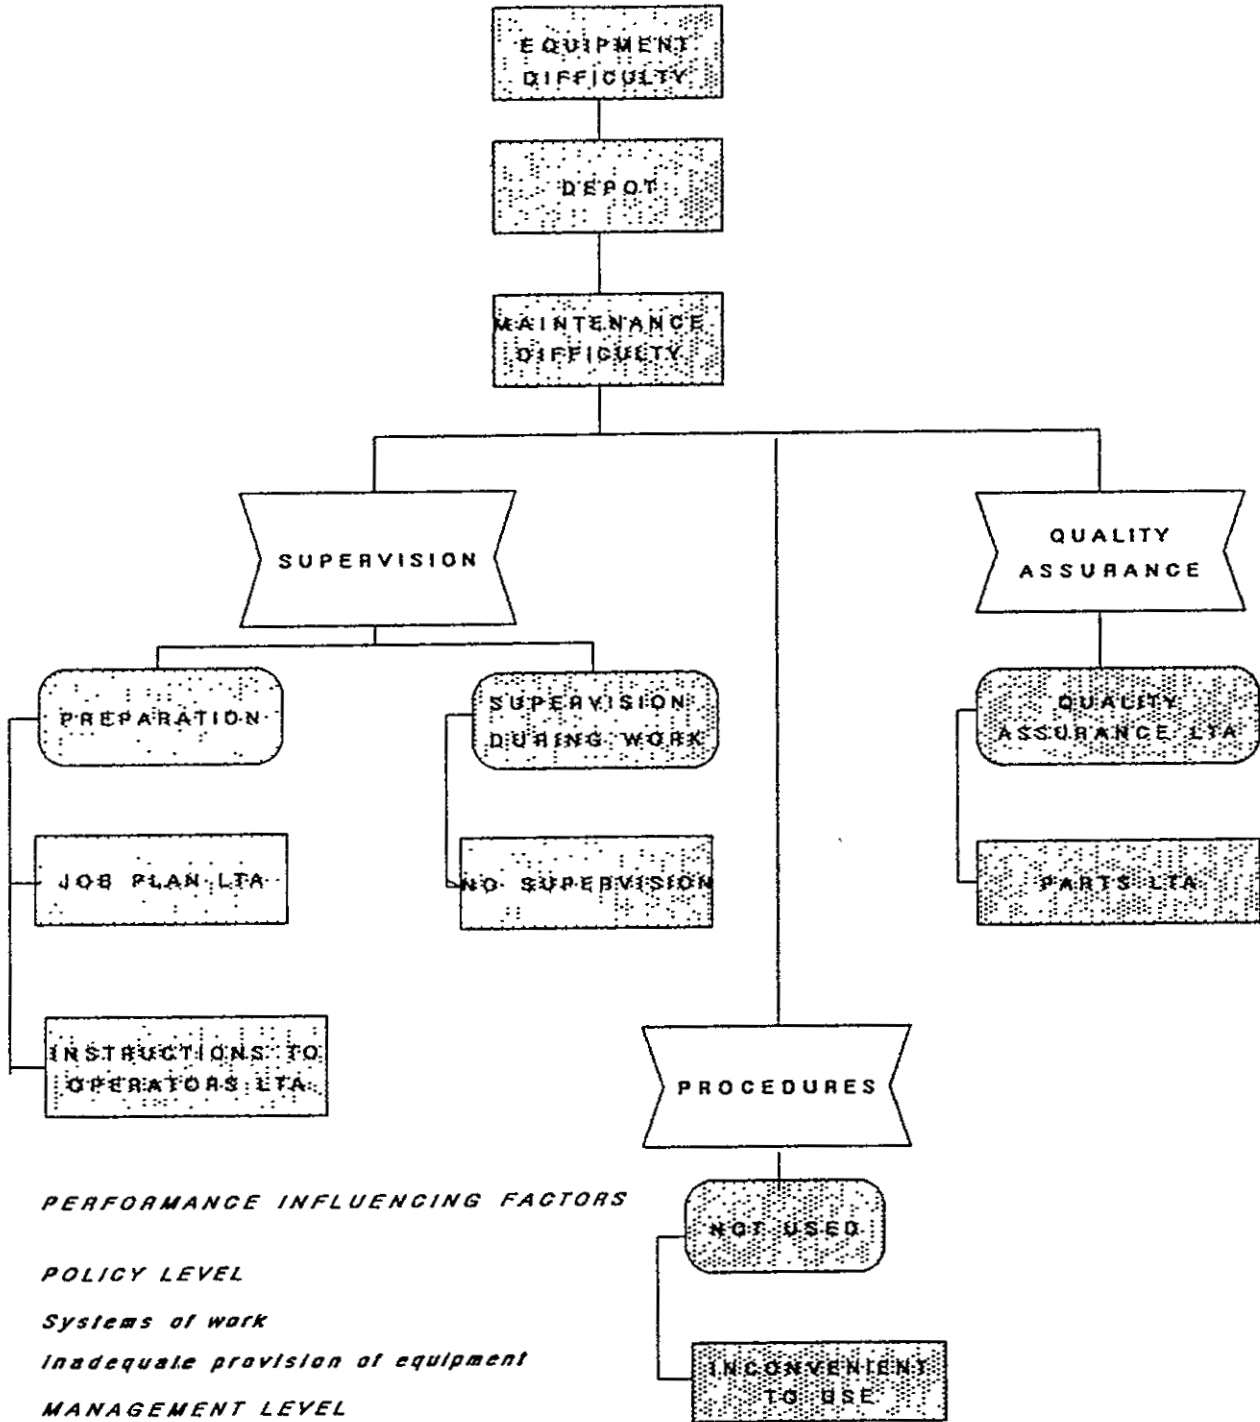 EQUIPMENT
DIFFICULTY
DEPOT
MAINTENANCE
DIFFICULTY
SUPERVISION
QUALITY
ASSURANCE
PREPARATION
SUPERVISION
DURING WORK
QUALITY
ASSURANCE LTA
JOB PLAN LTA
NO SUPERVISION
PARTS LTA
INSTRUCTIONS TO
OPERATORS LTA
PROCEDURES
PERFORMANCE INFLUENCING FACTORS
NOT USED
POLICY LEVEL
Systems of work
Inadequate provision of equipment
INCONVENIENT
TO USE
MANAGEMENT LEVEL